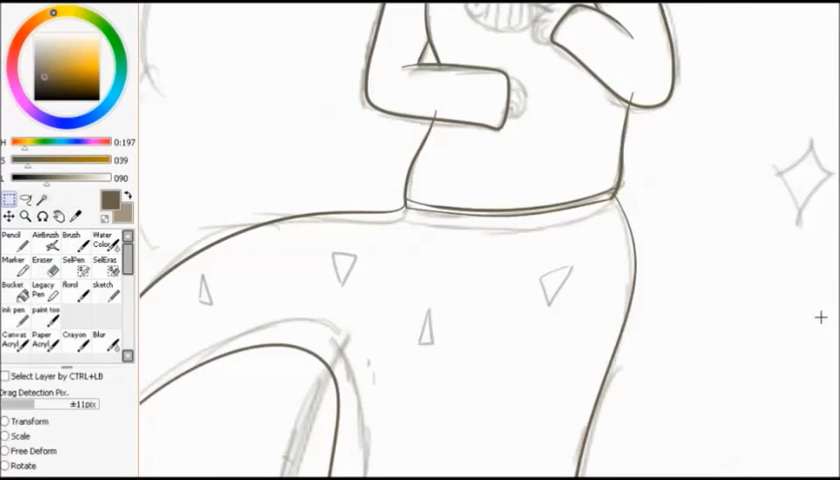 H 0:197
S 039
L 090
Pencil AirBrush Brush Water Color
Marker Eraser SelPen SelEras
Bucket Legacy Pen florol sketch
ink pen paint too
Canvas Acryl Paper Acryl Crayon Blur
Select Layer by CTRL+LB
Drag Detection Pix.
±11pix
Transform
Scale
Free Deform
Rotate